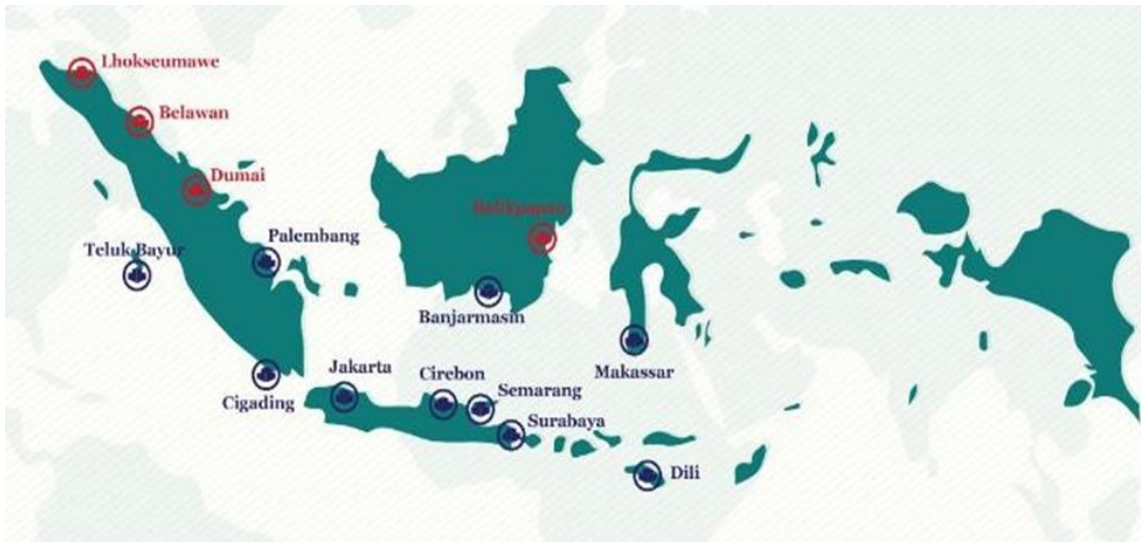 Lhokseumawe
Belawan
Dumai
Balikpapan
Palembang
Teluk Bayur
Banjarmasin
Jakarta
Cirebon
Makassar
Semarang
Cigading
Surabaya
Dili